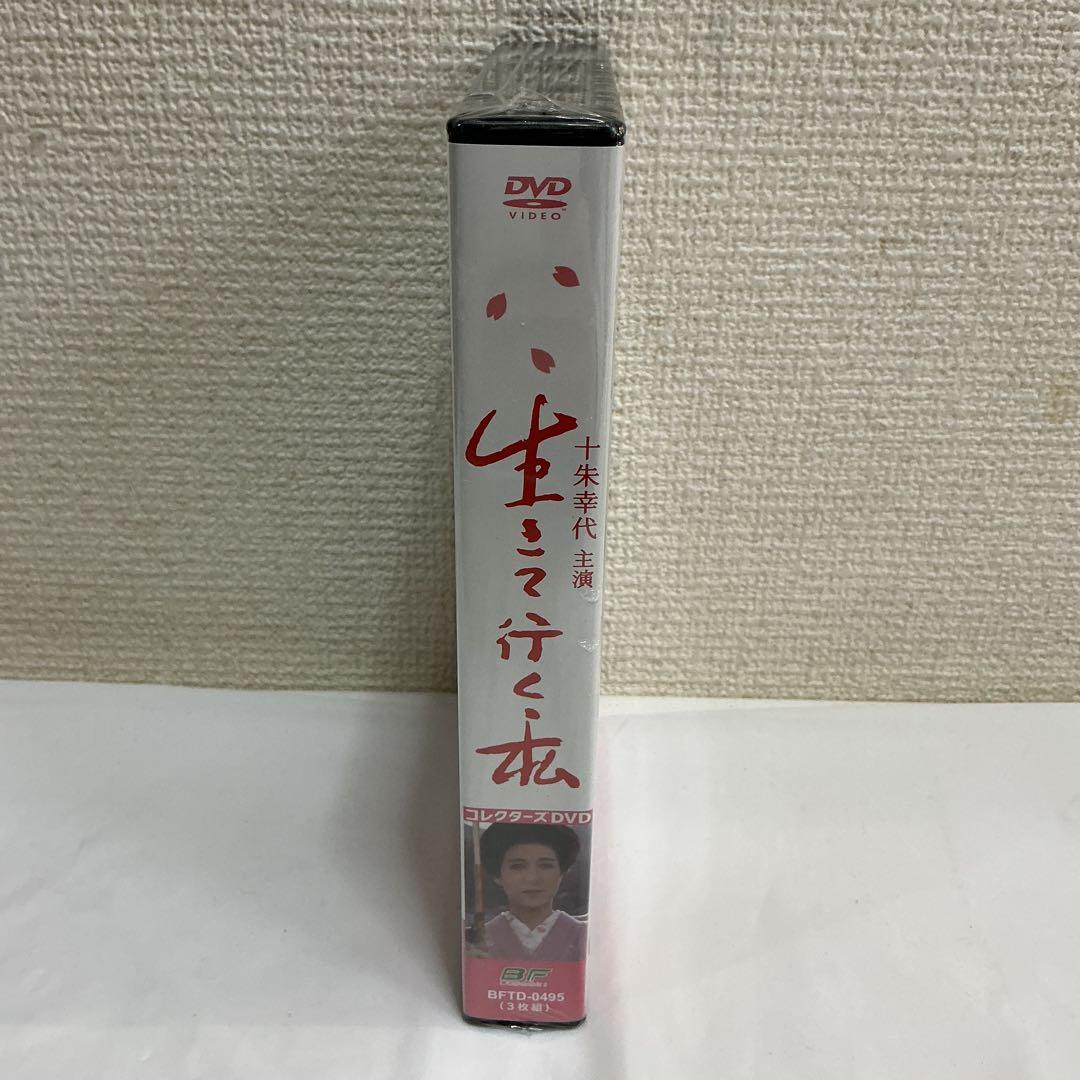 DVD
VIDEO
十朱幸代 主演
生きて行く私
コレクターズDVD
BF
BFTD-0495
(3枚組)